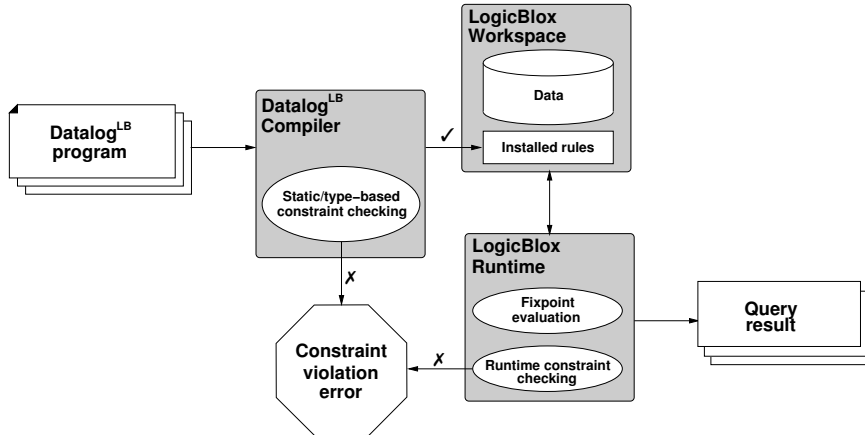 LogicBlox
Workspace
Data
Installed rules
Datalog^LB
Compiler
Static/type-based
constraint checking
Datalog^LB
program
✓
✗
LogicBlox
Runtime
Fixpoint
evaluation
Runtime constraint
checking
Query
result
✗
Constraint
violation
error